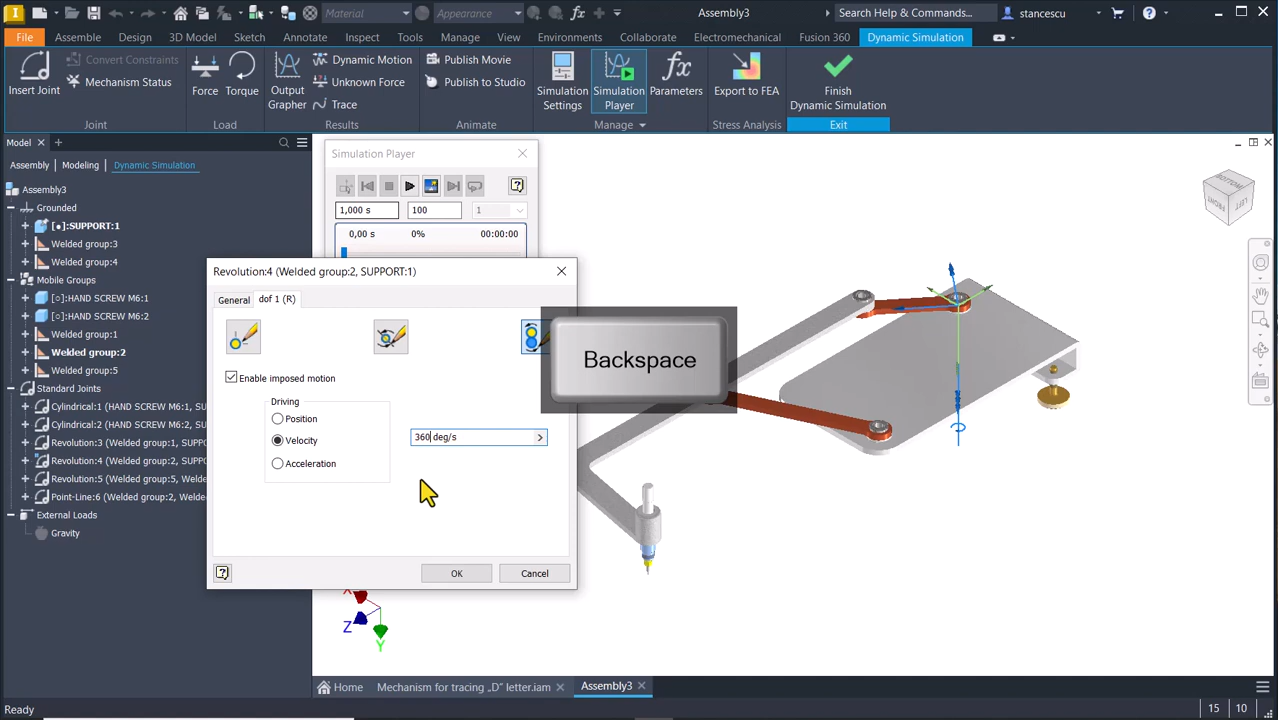 Material
Appearance
Assembly3
Search Help & Commands...
stancescu
File
Assemble
Design
3D Model
Sketch
Annotate
Inspect
Tools
Manage
View
Environments
Collaborate
Electromechanical
Fusion 360
Dynamic Simulation
Insert Joint
Convert Constraints
Mechanism Status
Force
Torque
Output
Grapher
Dynamic Motion
Unknown Force
Trace
Publish Movie
Publish to Studio
Simulation
Settings
Simulation
Player
Parameters
Export to FEA
Finish
Dynamic Simulation
Joint
Load
Results
Animate
Manage
Stress Analysis
Exit
Model
Assembly
Modeling
Dynamic Simulation
Assembly3
Grounded
[●]:SUPPORT:1
Welded group:3
Welded group:4
Mobile Groups
[○]:HAND SCREW M6:1
[○]:HAND SCREW M6:2
Welded group:1
Welded group:2
Welded group:5
Standard Joints
Cylindrical:1 (HAND SCREW M6:1, SU
Cylindrical:2 (HAND SCREW M6:2, SU
Revolution:3 (Welded group:1, SUPPO
Revolution:4 (Welded group:2, SUPPO
Revolution:5 (Welded group:5, Welde
Point-Line:6 (Welded group:2, Welde
External Loads
Gravity
Simulation Player
1,000 s
100
1
0,00 s
0%
00:00:00
Revolution:4 (Welded group:2, SUPPORT:1)
General
dof 1 (R)
Enable imposed motion
Driving
Position
Velocity
Acceleration
360 deg/s
OK
Cancel
Backspace
BOTTOM
FRONT
LEFT
X
Z
Y
Home
Mechanism for tracing „D” letter.iam
Assembly3
Ready
15
10